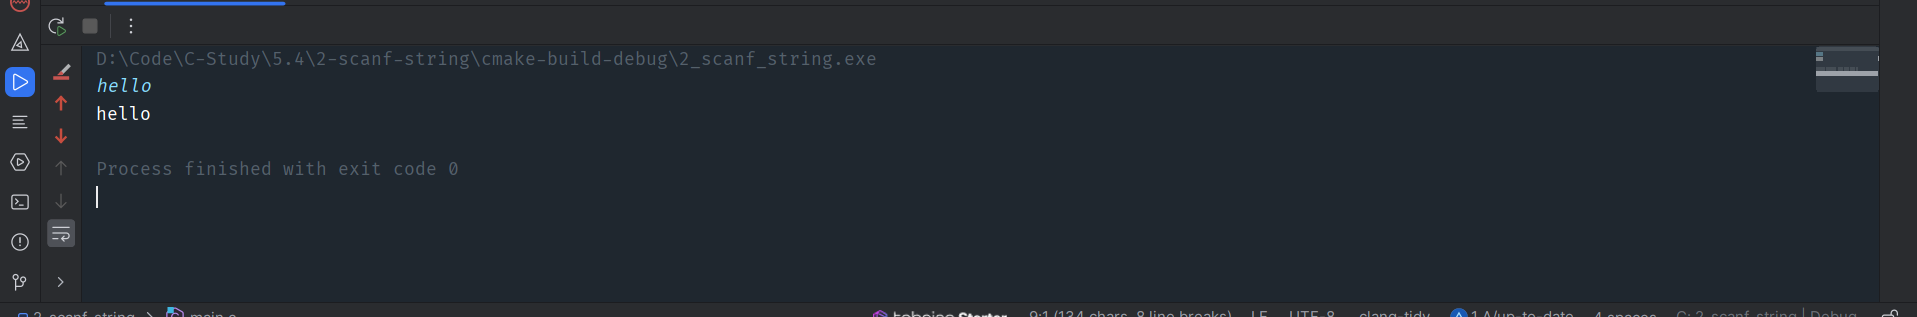 D:\Code\C-Study\5.4\2-scanf-string\cmake-build-debug\2_scanf_string.exe
hello
hello
Process finished with exit code 0
2-scanf-string > main.c
Starter 9:1 (134 chars, 8 line breaks) LF UTF-8 .clang-tidy 1 Δ/up-to-date 4 spaces C: 2_scanf_string | Debug